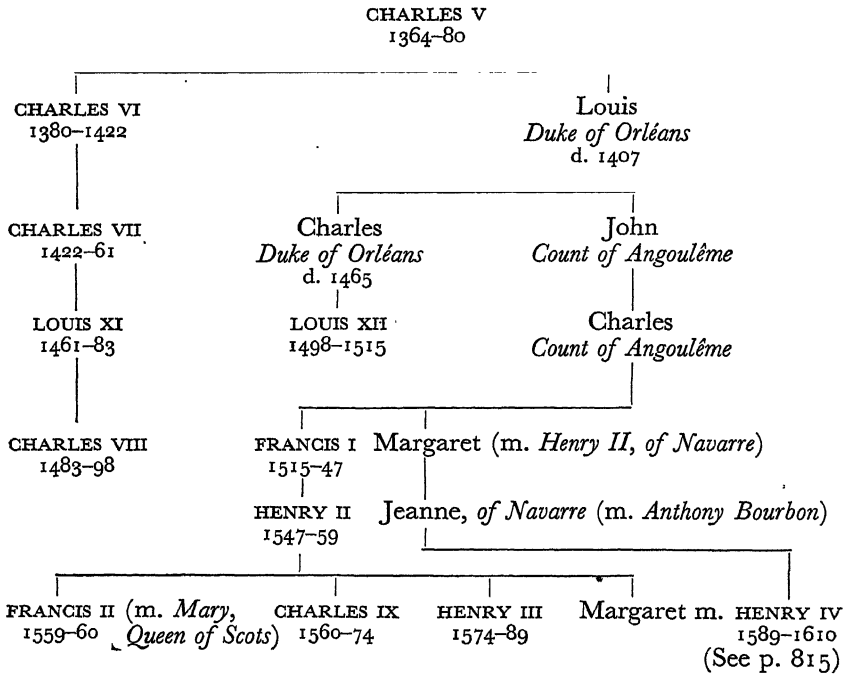 CHARLES V
1364–80
CHARLES VI
1380–1422
Louis
Duke of Orléans
d. 1407
CHARLES VII
1422–61
Charles
Duke of Orléans
d. 1465
John
Count of Angoulême
LOUIS XI
1461–83
LOUIS XII
1498–1515
Charles
Count of Angoulême
CHARLES VIII
1483–98
FRANCIS I
1515–47
Margaret (m. Henry II, of Navarre)
HENRY II
1547–59
Jeanne, of Navarre (m. Anthony Bourbon)
FRANCIS II (m. Mary,
1559–60 Queen of Scots)
CHARLES IX
1560–74
HENRY III
1574–89
Margaret m. HENRY IV
1589–1610
(See p. 815)